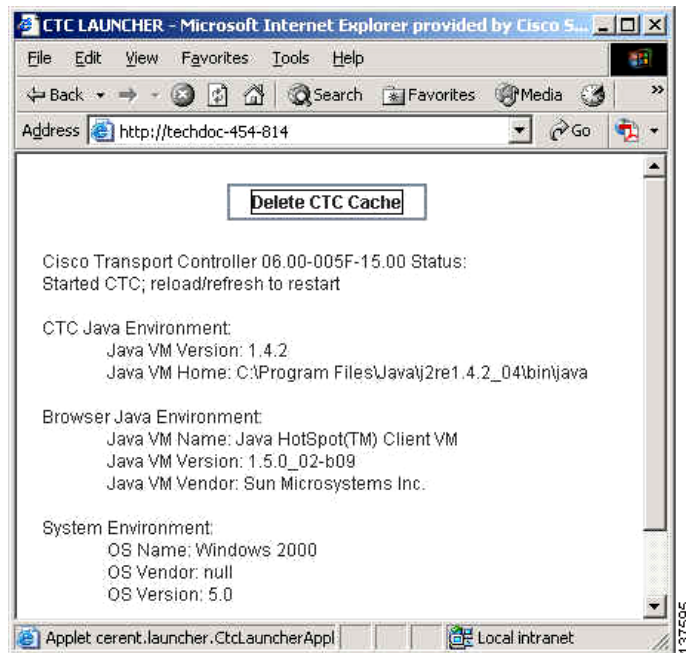 CTC LAUNCHER - Microsoft Internet Explorer provided by Cisco S...
File Edit View Favorites Tools Help
Back Search Favorites Media »
Address http://techdoc-454-814 Go
Delete CTC Cache
Cisco Transport Controller 06.00-005F-15.00 Status:
Started CTC; reload/refresh to restart
CTC Java Environment:
Java VM Version: 1.4.2
Java VM Home: C:\Program Files\Java\j2re1.4.2_04\bin\java
Browser Java Environment:
Java VM Name: Java HotSpot(TM) Client VM
Java VM Version: 1.5.0_02-b09
Java VM Vendor: Sun Microsystems Inc.
System Environment:
OS Name: Windows 2000
OS Vendor: null
OS Version: 5.0
Applet cerent.launcher.CtcLauncherAppl Local intranet
137595